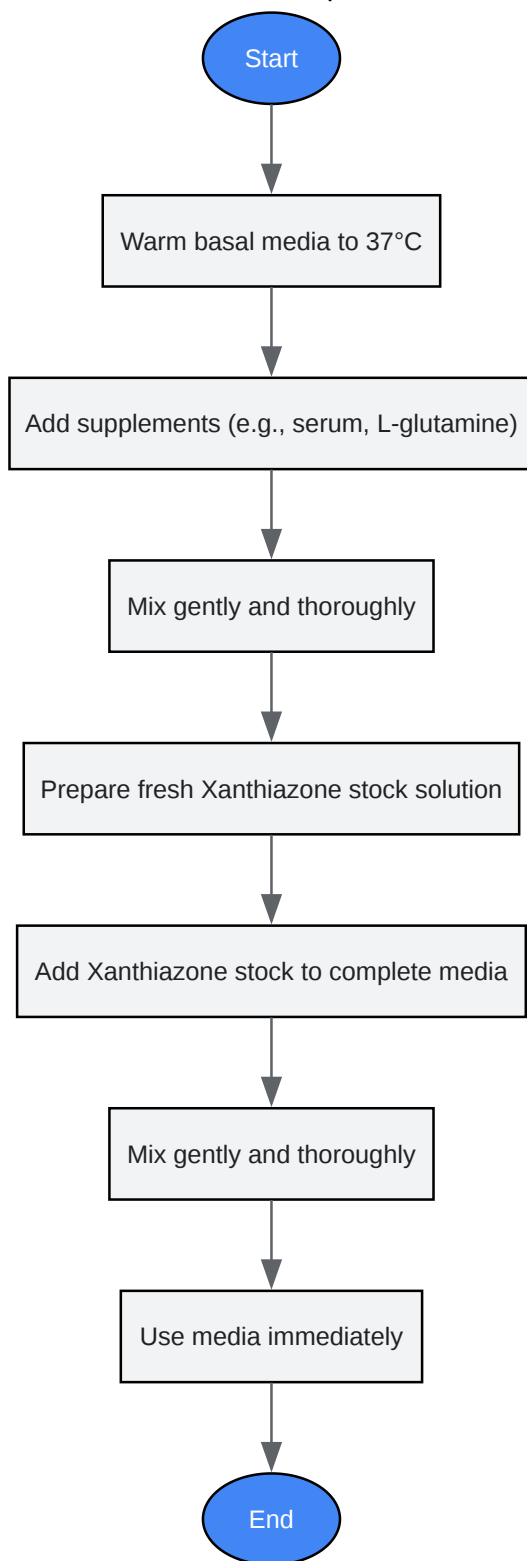 Start
Warm basal media to 37°C
Add supplements (e.g., serum, L-glutamine)
Mix gently and thoroughly
Prepare fresh Xanthiazone stock solution
Add Xanthiazone stock to complete media
Mix gently and thoroughly
Use media immediately
End